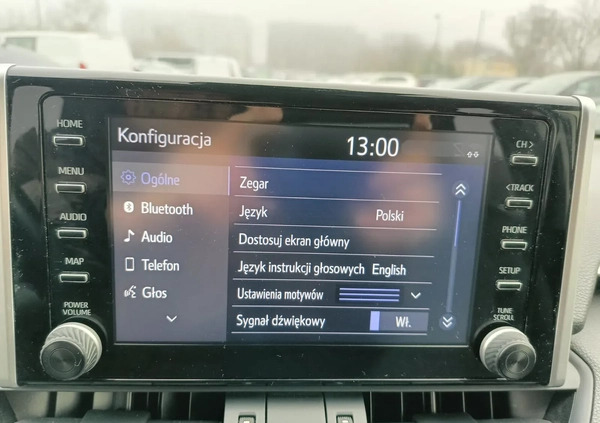 HOME
MENU
AUDIO
MAP
POWER
VOLUME
Konfiguracja
13:00
Ogólne
Bluetooth
Audio
Telefon
Głos
Zegar
Język Polski
Dostosuj ekran główny
Język instrukcji głosowych English
Ustawienia motywów
Sygnał dźwiękowy Wł.
CH >
< TRACK
PHONE
SETUP
TUNE
SCROLL